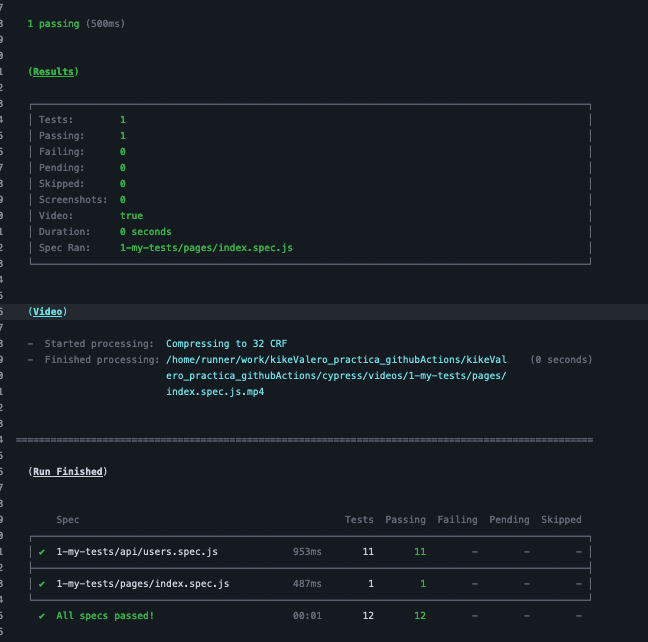 1 passing (500ms)
(Results)
Tests: 1
Passing: 1
Failing: 0
Pending: 0
Skipped: 0
Screenshots: 0
Video: true
Duration: 0 seconds
Spec Ran: 1-my-tests/pages/index.spec.js
(Video)
- Started processing: Compressing to 32 CRF
- Finished processing: /home/runner/work/kikeValero_practica_githubActions/kikeVal (0 seconds)
ero_practica_githubActions/cypress/videos/1-my-tests/pages/
index.spec.js.mp4
(Run Finished)
Spec Tests Passing Failing Pending Skipped
✔ 1-my-tests/api/users.spec.js 953ms 11 11 - - -
✔ 1-my-tests/pages/index.spec.js 487ms 1 1 - - -
✔ All specs passed! 00:01 12 12 - - -